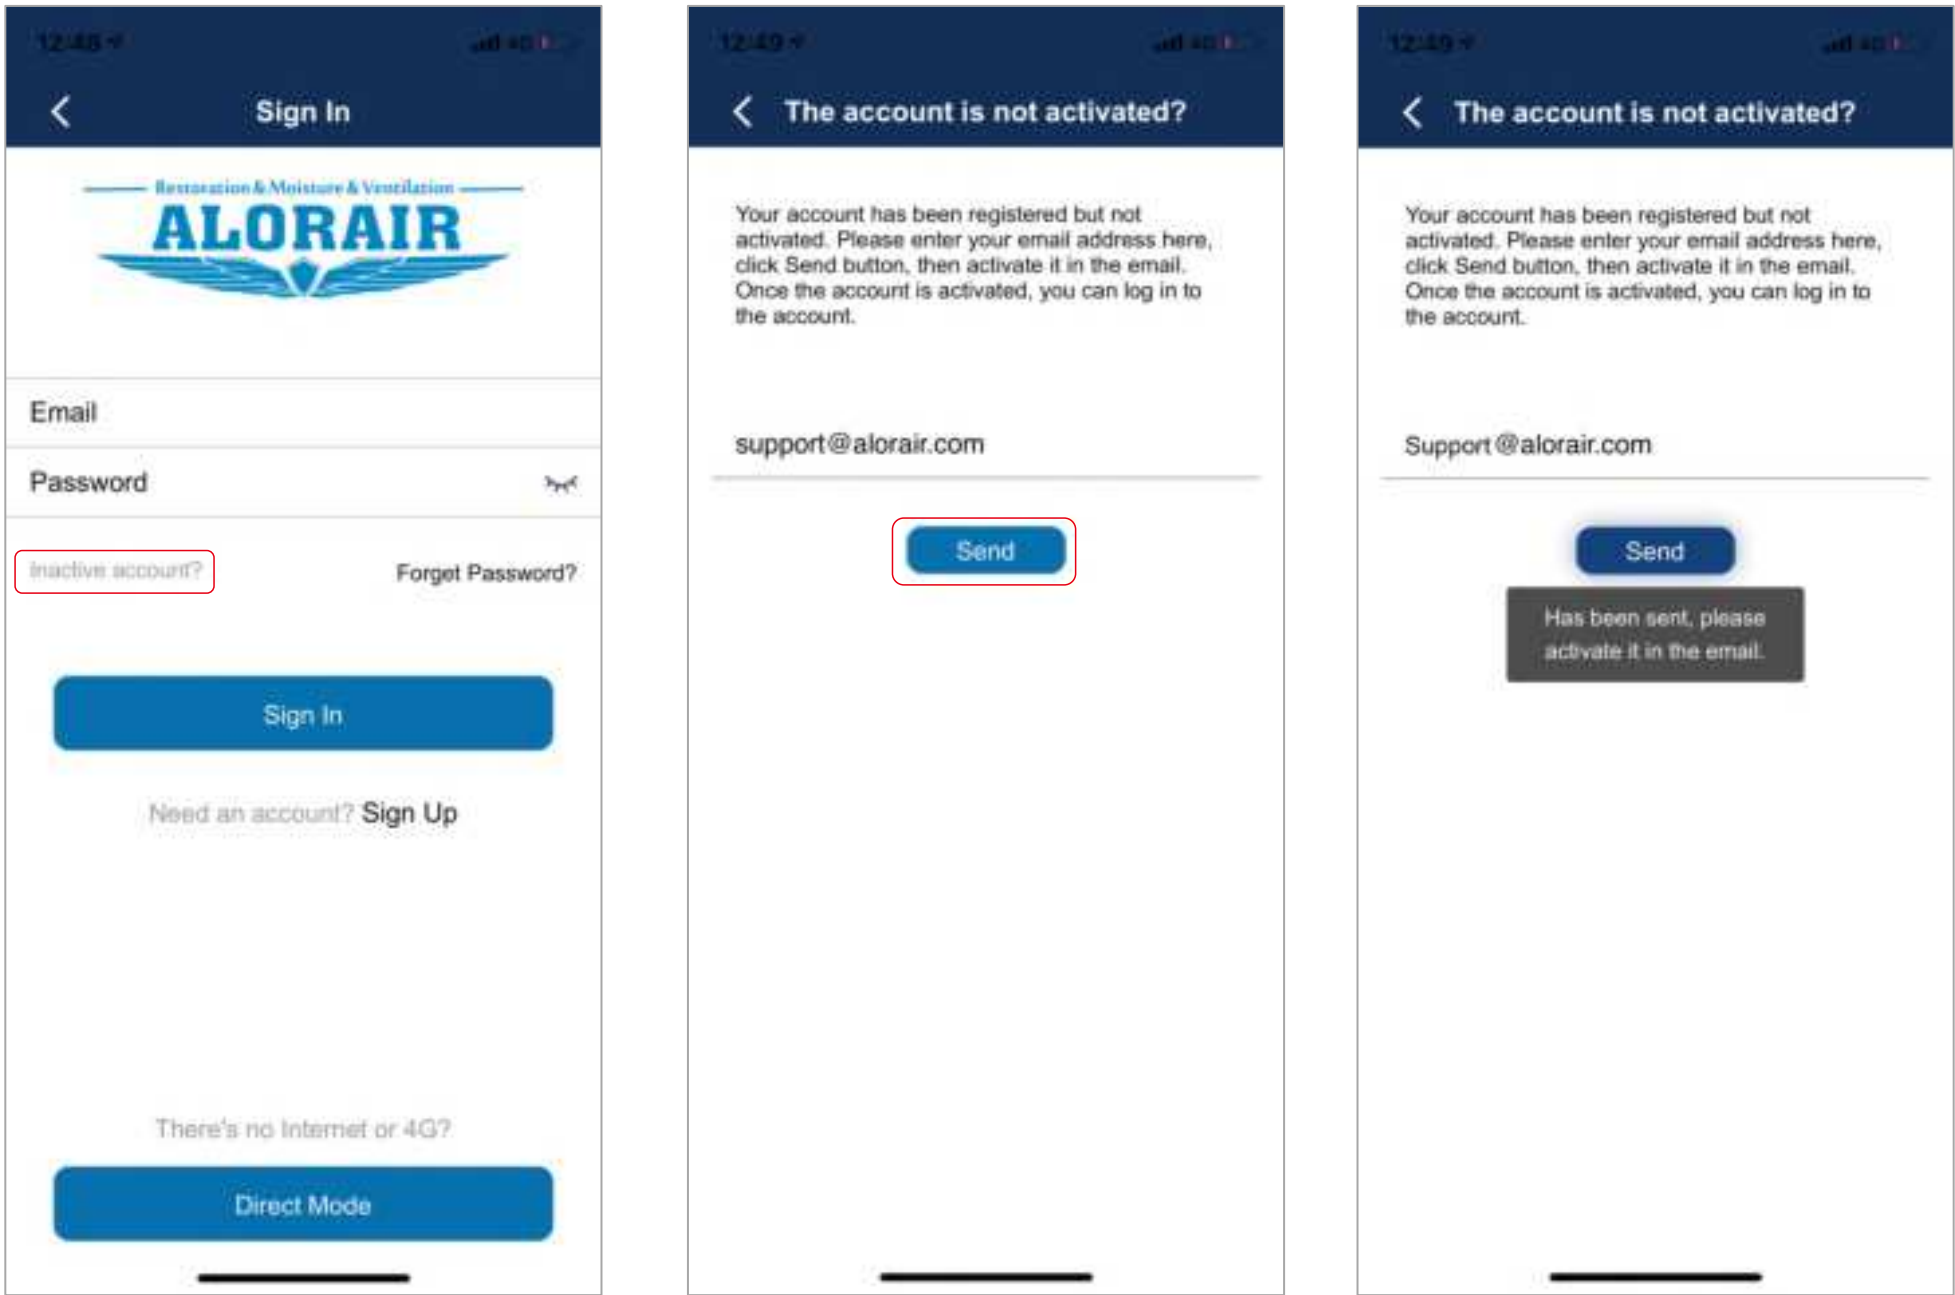 12:48
Sign In
Restoration & Moisture & Ventilation
ALORAIR
Email
Password
Inactive account?
Forget Password?
Sign In
Need an account? Sign Up
There's no Internet or 4G?
Direct Mode
12:49
The account is not activated?
Your account has been registered but not
activated. Please enter your email address here,
click Send button, then activate it in the email.
Once the account is activated, you can log in to
the account.
support@alorair.com
Send
12:49
The account is not activated?
Your account has been registered but not
activated. Please enter your email address here,
click Send button, then activate it in the email.
Once the account is activated, you can log in to
the account.
Support@alorair.com
Send
Has been sent, please
activate it in the email.